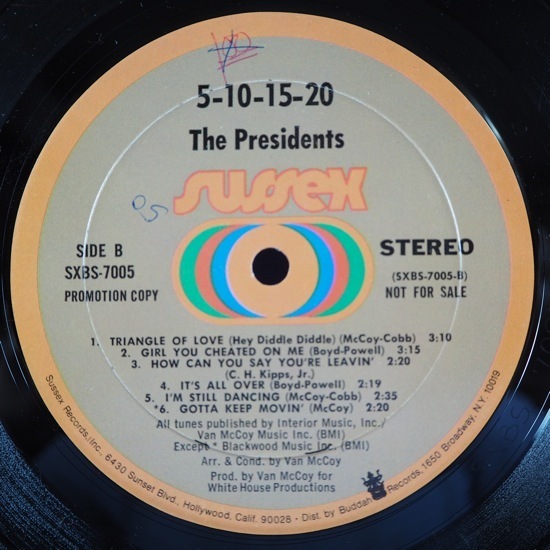 5-10-15-20
The Presidents
sussex
SIDE B
SXBS-7005
PROMOTION COPY
STEREO
(SXBS-7005-B)
NOT FOR SALE
1. TRIANGLE OF LOVE (Hey Diddle Diddle) (McCoy-Cobb) 3:10
2. GIRL YOU CHEATED ON ME (Boyd-Powell) 3:15
3. HOW CAN YOU SAY YOU'RE LEAVIN' 2:20
(C. H. Kipps, Jr.)
4. IT'S ALL OVER (Boyd-Powell) 2:19
5. I'M STILL DANCING (McCoy-Cobb) 2:35
*6. GOTTA KEEP MOVIN' (McCoy) 2:20
All tunes published by Interior Music, Inc./
Van McCoy Music Inc. (BMI)
Except * Blackwood Music Inc. (BMI)
Arr. & Cond. by Van McCoy
Prod. by Van McCoy for
White House Productions
Sussex Records, Inc., 6430 Sunset Blvd., Hollywood, Calif. 90028 - Dist. by Buddah Records, 1650 Broadway, N.Y. 10019